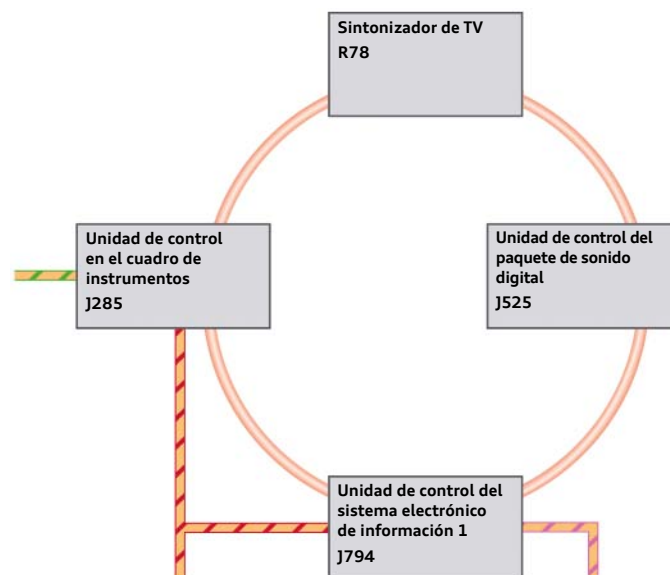 Sintonizador de TV
R78
Unidad de control
en el cuadro de
instrumentos
J285
Unidad de control del
paquete de sonido
digital
J525
Unidad de control del
sistema electrónico
de información 1
J794